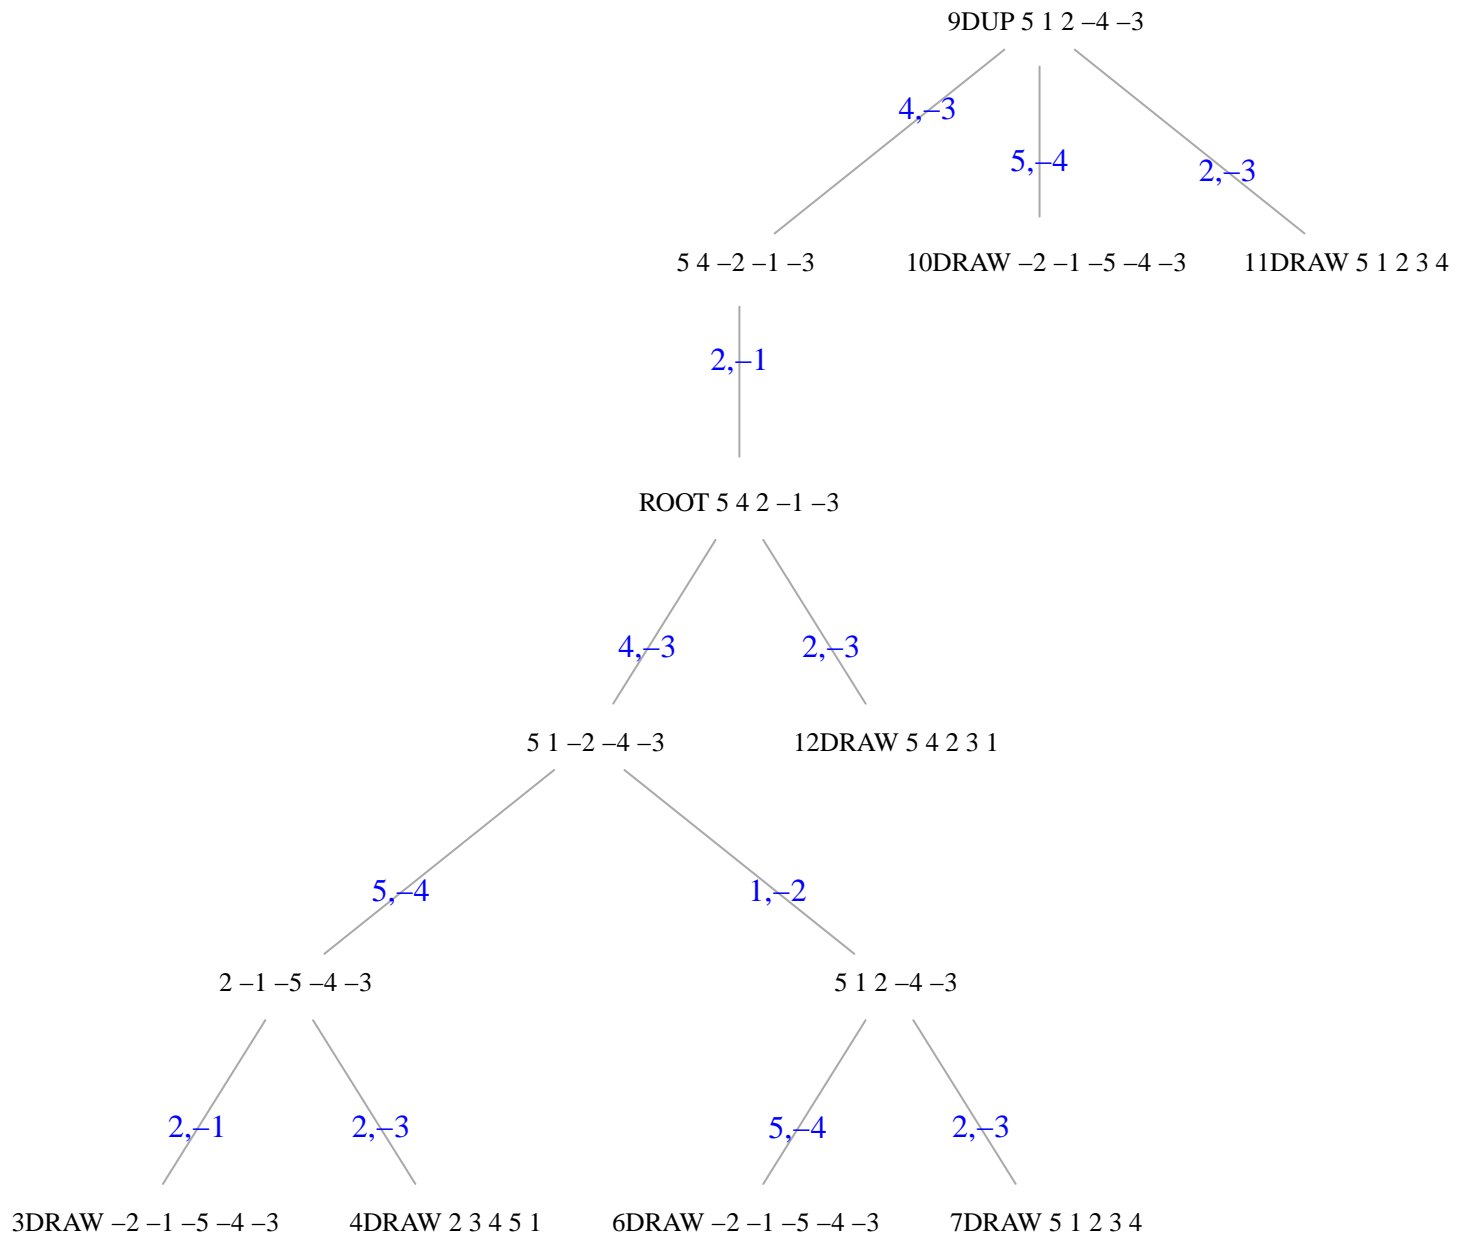 9DUP 5 1 2 –4 –3
4,–3
5,–4
2,–3
5 4 –2 –1 –3
10DRAW –2 –1 –5 –4 –3
11DRAW 5 1 2 3 4
2,–1
ROOT 5 4 2 –1 –3
4,–3
2,–3
5 1 –2 –4 –3
12DRAW 5 4 2 3 1
5,–4
1,–2
2 –1 –5 –4 –3
5 1 2 –4 –3
2,–1
2,–3
5,–4
2,–3
3DRAW –2 –1 –5 –4 –3
4DRAW 2 3 4 5 1
6DRAW –2 –1 –5 –4 –3
7DRAW 5 1 2 3 4